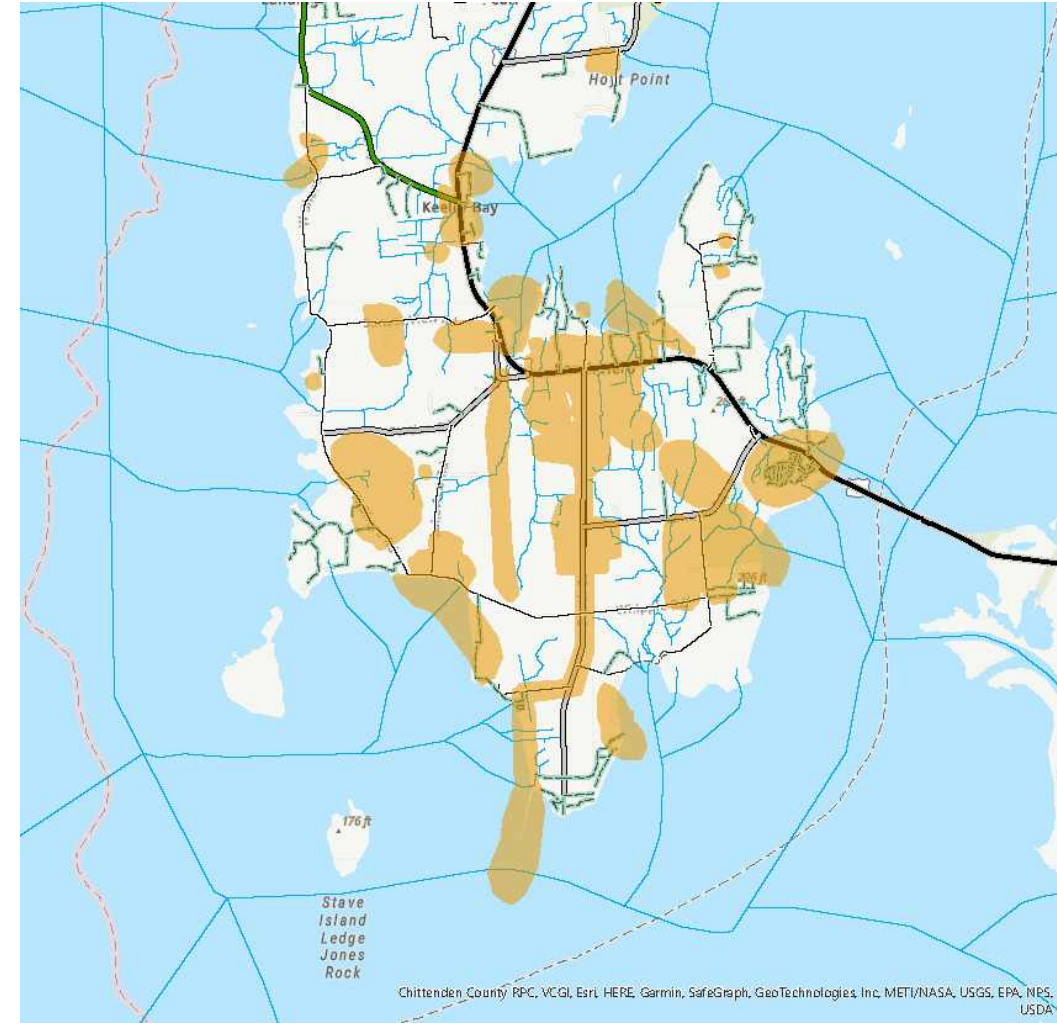 Hoyt Point
Bay
176 ft
Stave
Island
Ledge
Jones
Rock
Chittenden County RPC, VCGI, Esri, HERE, Garmin, SafeGraph, GeoTechnologies, Inc, METI/NASA, USGS, EPA, NPS,
USDA